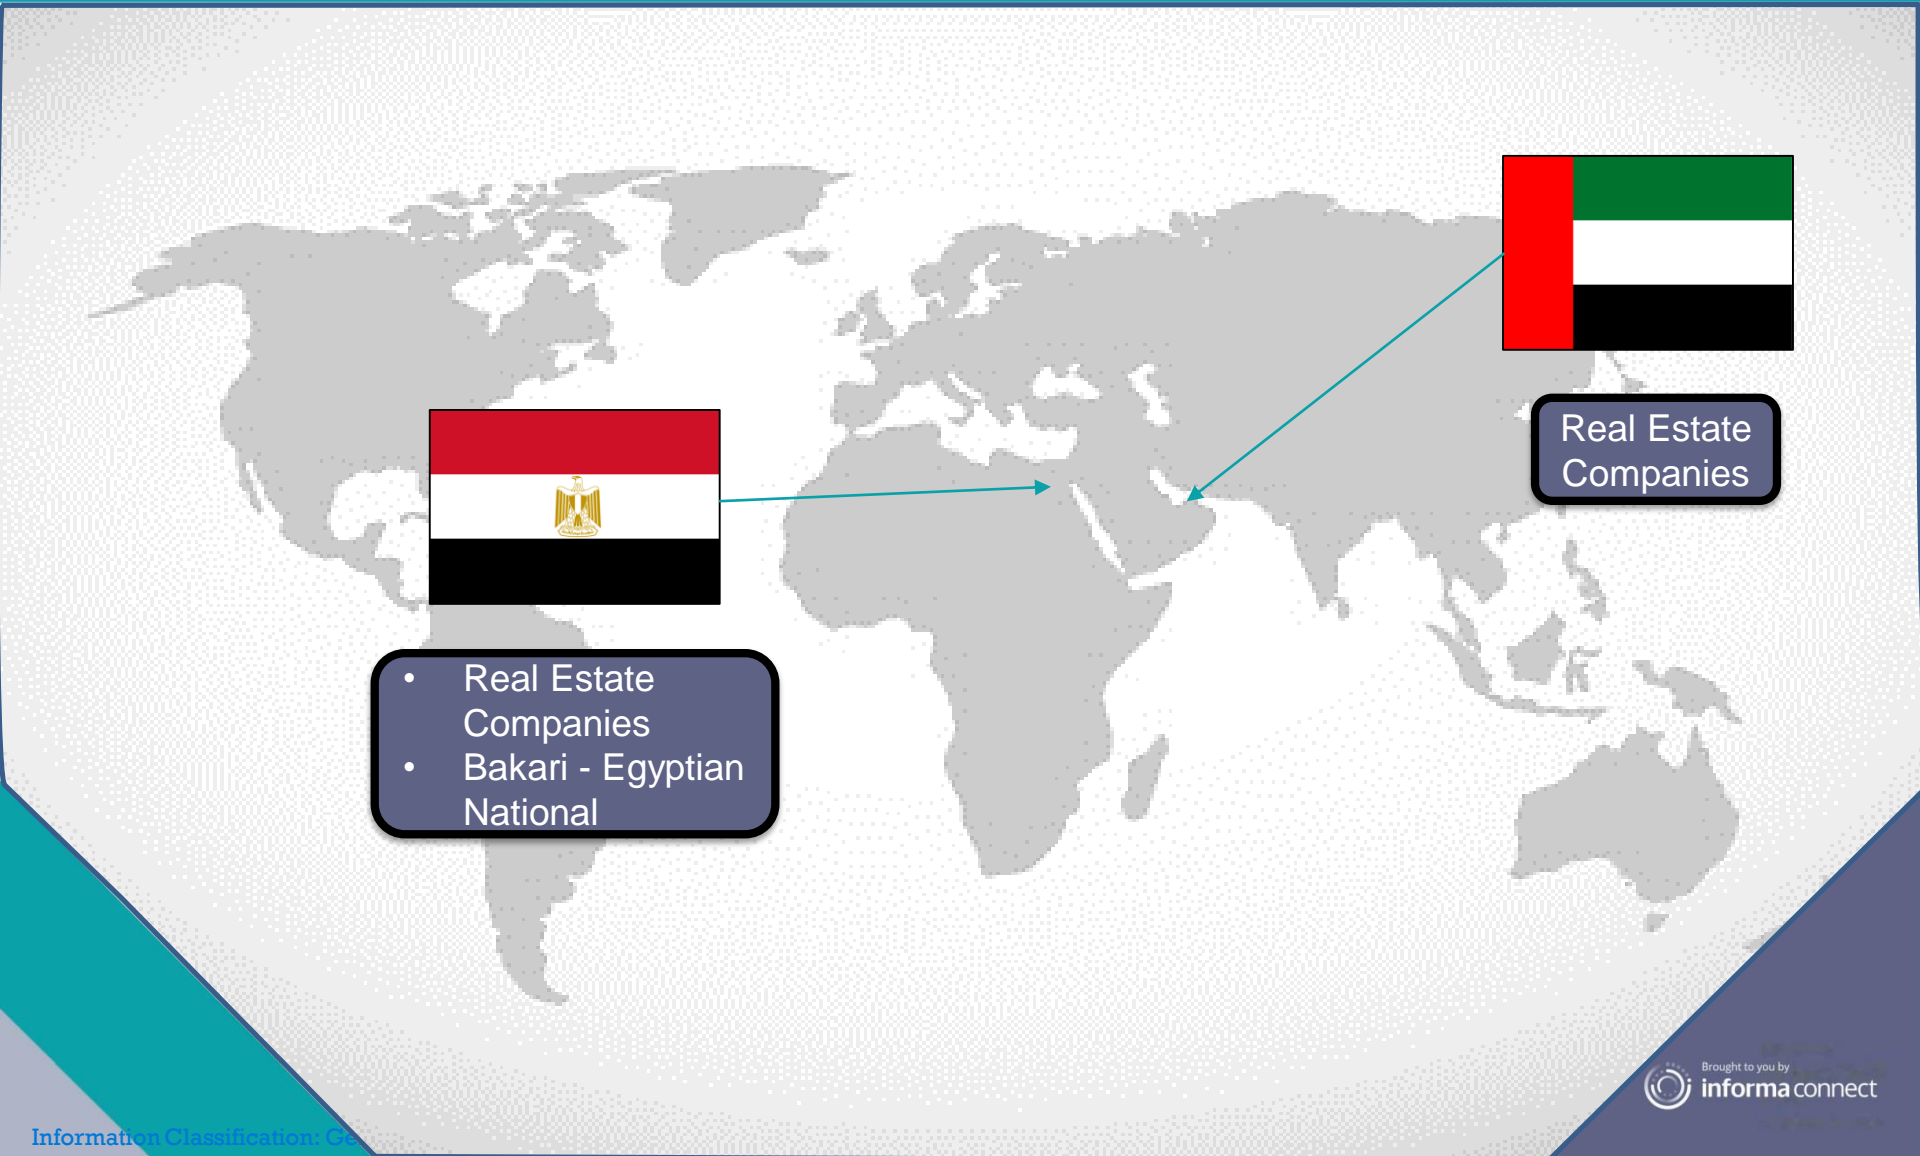 Real Estate
Companies
• Real Estate
Companies
• Bakari - Egyptian
National
Brought to you by
informa connect
Information Classification: Ge